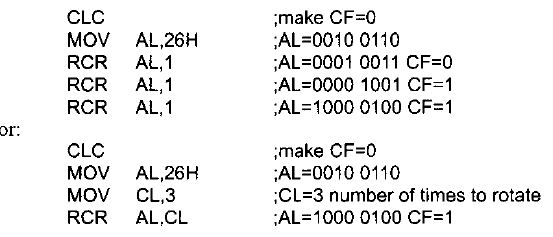 CLC ;make CF=0
MOV AL,26H ;AL=0010 0110
RCR AL,1 ;AL=0001 0011 CF=0
RCR AL,1 ;AL=0000 1001 CF=1
RCR AL,1 ;AL=1000 0100 CF=1
or:
CLC ;make CF=0
MOV AL,26H ;AL=0010 0110
MOV CL,3 ;CL=3 number of times to rotate
RCR AL,CL ;AL=1000 0100 CF=1